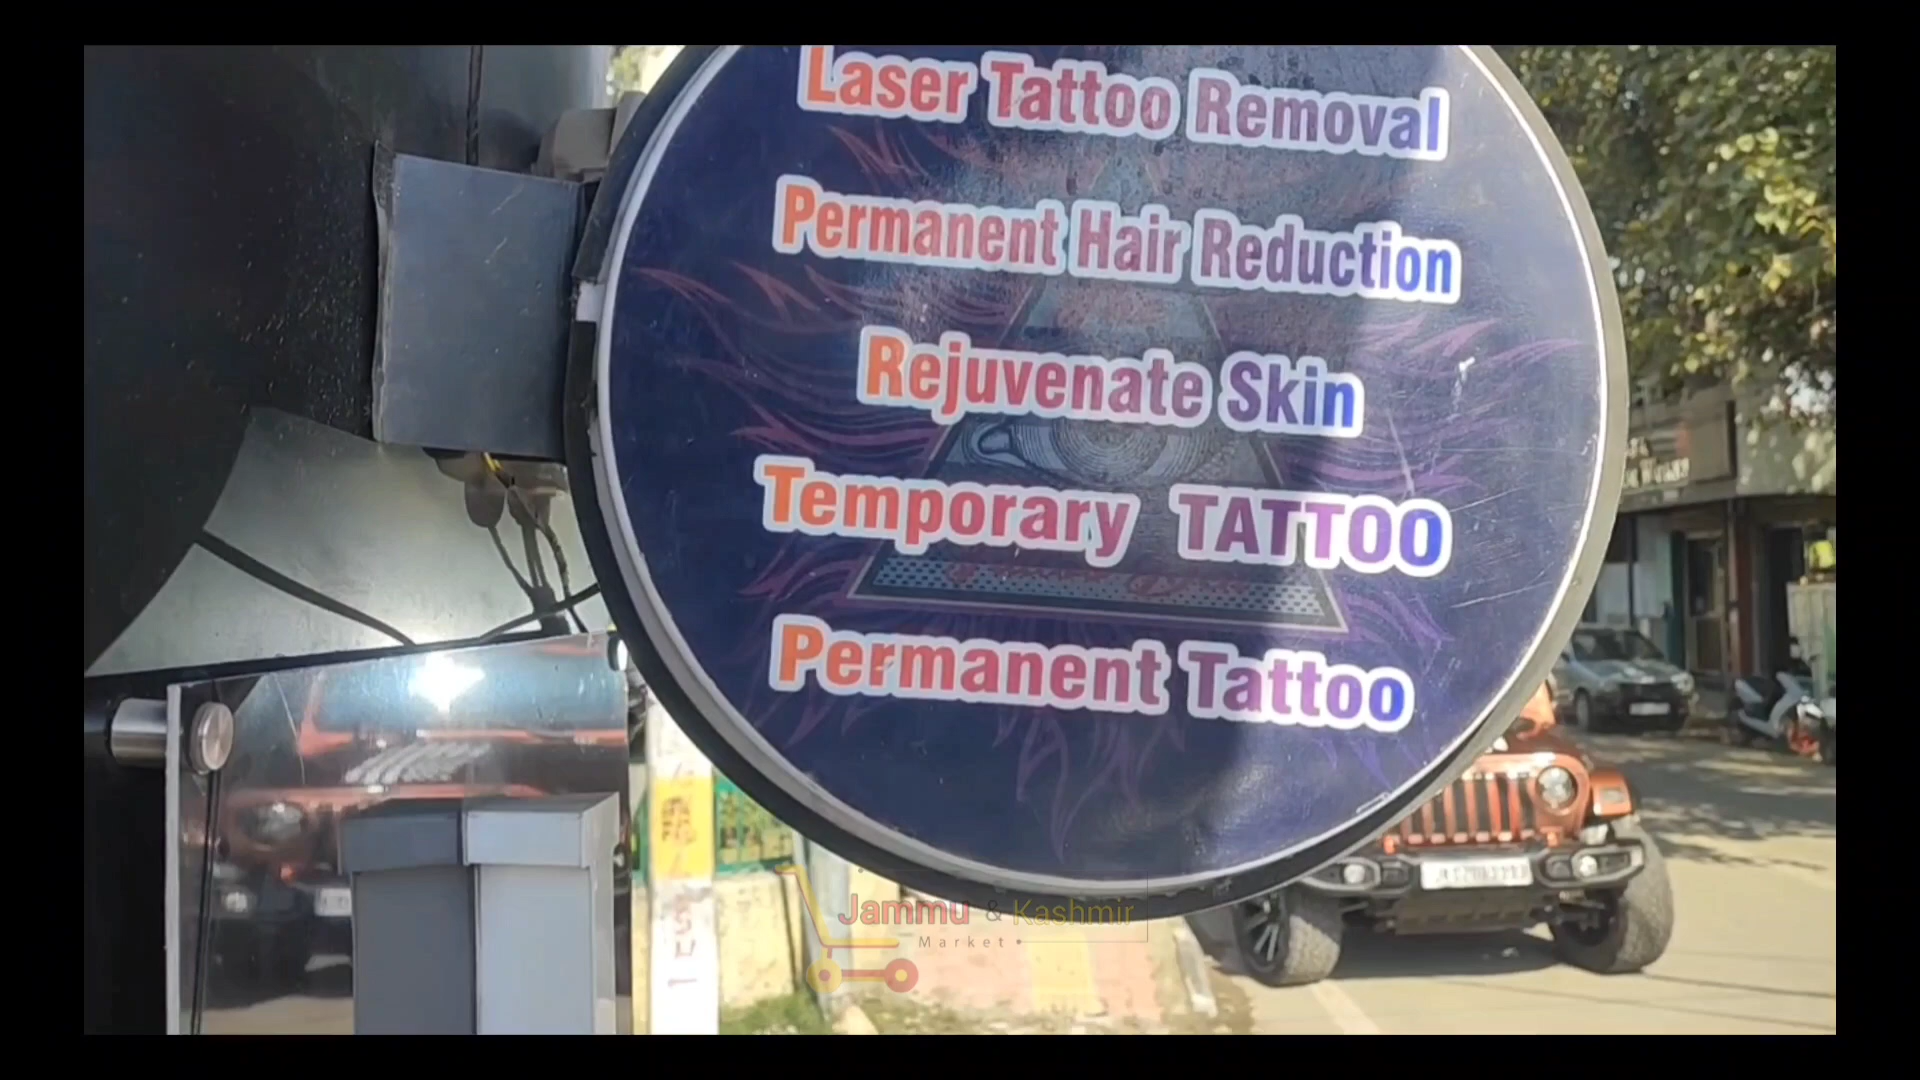 Laser Tattoo Removal
Permanent Hair Reduction
Rejuvenate Skin
Temporary TATTOO
Permanent Tattoo
Jammu & Kashmir
Market